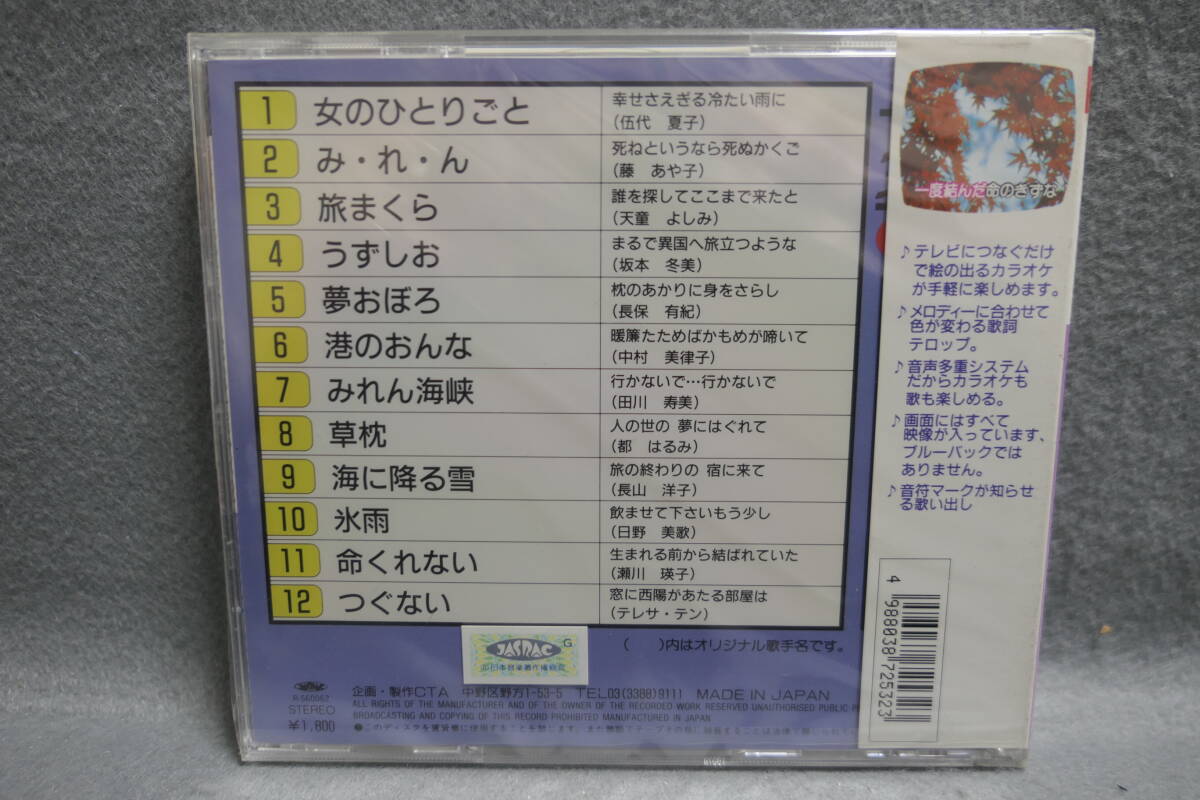 1 女のひとりごと 幸せさえぎる冷たい雨に
(伍代 夏子)
2 み・れ・ん 死ねというなら死ぬかくご
(藤 あや子)
3 旅まくら 誰を探してここまで来たと
(天童 よしみ)
4 うずしお まるで異国へ旅立つような
(坂本 冬美)
5 夢おぼろ 枕のあかりに身をさらし
(長保 有紀)
6 港のおんな 暖簾たためばかもめが啼いて
(中村 美律子)
7 みれん海峡 行かないで…行かないで
(田川 寿美)
8 草枕 人の世の 夢にはぐれて
(都 はるみ)
9 海に降る雪 旅の終わりの 宿に来て
(長山 洋子)
10 氷雨 飲ませて下さいもう少し
(日野 美歌)
11 命くれない 生まれる前から結ばれていた
(瀬川 瑛子)
12 つぐない 窓に西陽があたる部屋は
(テレサ・テン)
( )内はオリジナル歌手名です。
JASRAC G
STEREO
¥1,800
企画・製作CTA 中野区野方1-53-5 TEL03(3388)9111 MADE IN JAPAN
ALL RIGHTS OF THE MANUFACTURER AND OF THE OWNER OF THE RECORDED WORK RESERVED UNAUTHORISED PUBLIC
BROADCASTING AND COPYING OF THIS RECORD PROHIBITED MANUFACTURED IN JAPAN
一度結んだ命のきずな
♪テレビにつなぐだけ
で絵の出るカラオケ
が手軽に楽しめます。
♪メロディーに合わせて
色が変わる歌詞
テロップ。
♪音声多重システム
だからカラオケも
歌も楽しめる。
♪画面にはすべて
映像が入っています、
ブルーバックでは
ありません。
♪音符マークが知らせ
る歌い出し
4 988038 725323